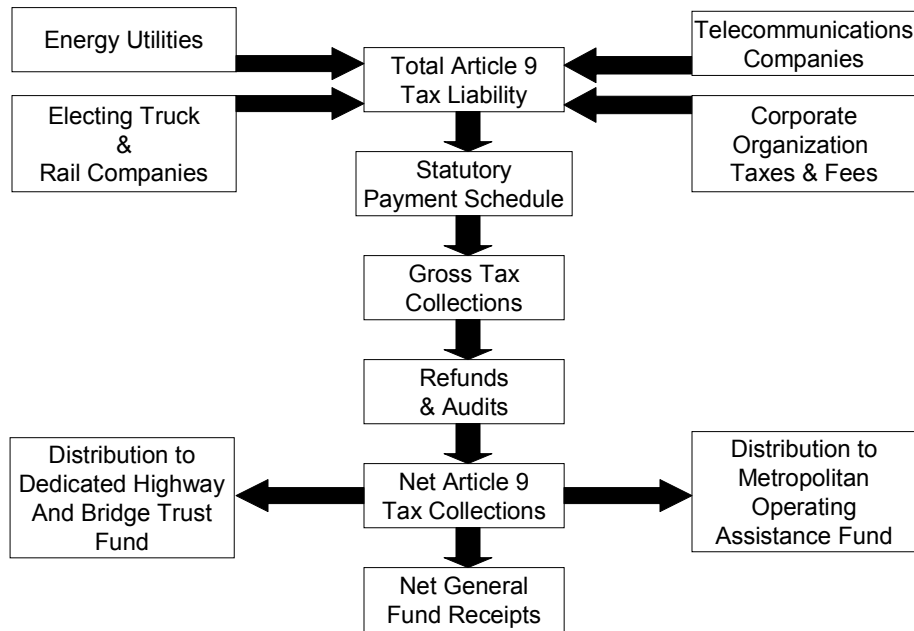 Energy Utilities
Total Article 9
Tax Liability
Telecommunications
Companies
Electing Truck
&
Rail Companies
Corporate
Organization
Taxes & Fees
Statutory
Payment Schedule
Gross Tax
Collections
Refunds
& Audits
Distribution to
Dedicated Highway
And Bridge Trust
Fund
Net Article 9
Tax Collections
Distribution to
Metropolitan
Operating
Assistance Fund
Net General
Fund Receipts